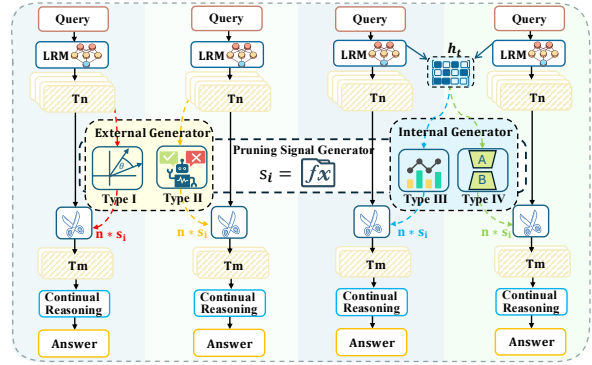 Query
Query
Query
Query
LRM
LRM
LRM
LRM
h_t
Tn
Tn
Tn
Tn
External Generator
Internal Generator
Pruning Signal Generator
s_i = fx
θ
A
B
Type I
Type II
Type III
Type IV
n * s_i
n * s_i
n * s_i
n * s_i
Tm
Tm
Tm
Tm
Continual
Reasoning
Continual
Reasoning
Continual
Reasoning
Continual
Reasoning
Answer
Answer
Answer
Answer